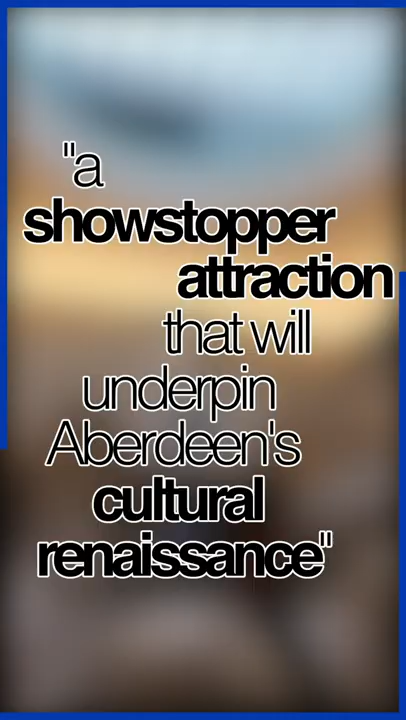 "a
showstopper
attraction
that will
underpin
Aberdeen's
cultural
renaissance"